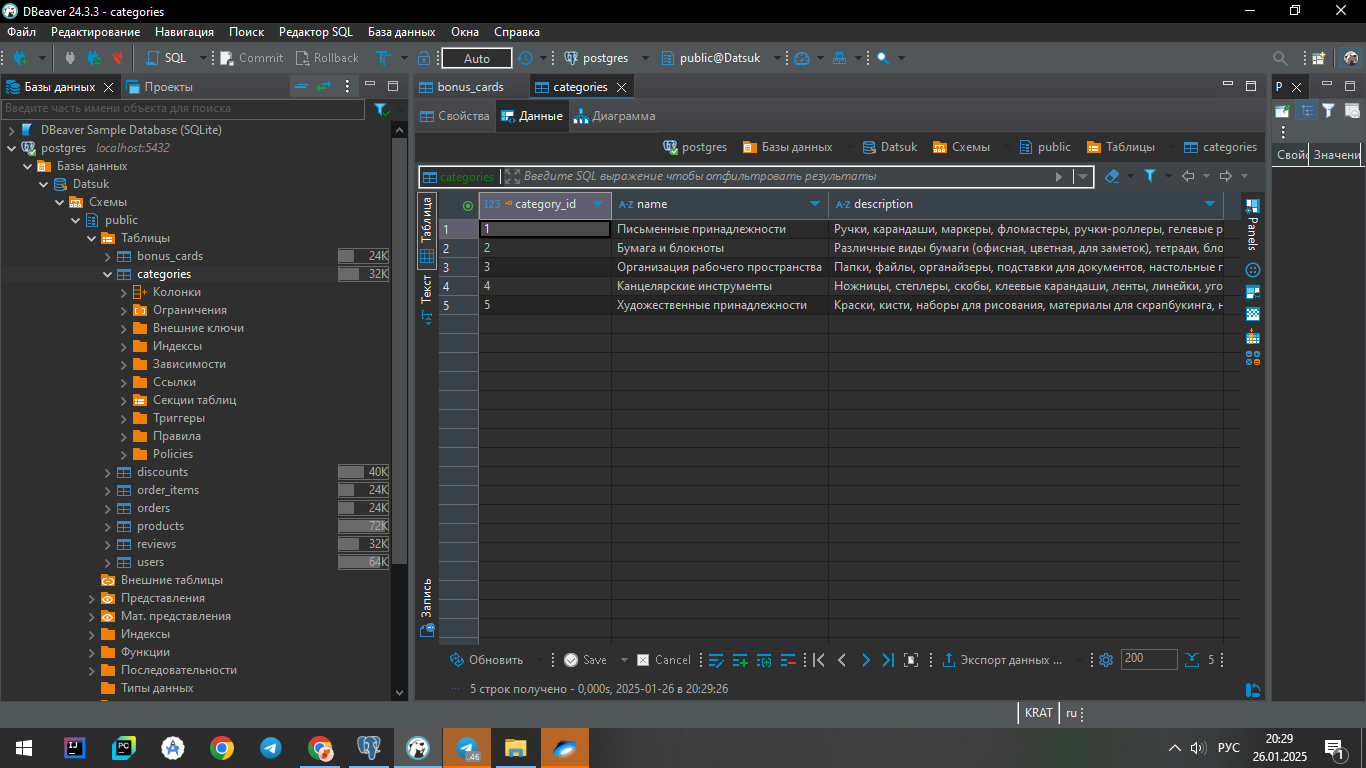 DBeaver 24.3.3 - categories
Файл Редактирование Навигация Поиск Редактор SQL База данных Окна Справка
SQL Commit Rollback Auto postgres public@Datsuk
Базы данных Проекты
bonus_cards categories
P
Введите часть имени объекта для поиска
DBeaver Sample Database (SQLite)
postgres localhost:5432
Базы данных
Datsuk
Схемы
public
Таблицы
bonus_cards 24K
categories 32K
Колонки
Ограничения
Внешние ключи
Индексы
Зависимости
Ссылки
Секции таблиц
Триггеры
Правила
Policies
discounts 40K
order_items 24K
orders 24K
products 72K
reviews 32K
users 64K
Внешние таблицы
Представления
Мат. представления
Индексы
Функции
Последовательности
Типы данных
Свойства Данные Диаграмма
postgres Базы данных Datsuk Схемы public Таблицы categories
categories Введите SQL выражение чтобы отфильтровать результаты
Таблица
Текст
Запись
123 category_id A-Z name A-Z description
1 1 Письменные принадлежности Ручки, карандаши, маркеры, фломастеры, ручки-роллеры, гелевые р
2 2 Бумага и блокноты Различные виды бумаги (офисная, цветная, для заметок), тетради, бло
3 3 Организация рабочего пространства Папки, файлы, органайзеры, подставки для документов, настольные
4 4 Канцелярские инструменты Ножницы, степлеры, скобы, клеевые карандаши, ленты, линейки, уго
5 5 Художественные принадлежности Краски, кисти, наборы для рисования, материалы для скрапбукинга,
Panels
Свой Значени
Обновить Save Cancel Экспорт данных ... 200 5
5 строк получено - 0,000s, 2025-01-26 в 20:29:26
KRAT ru
IJ PC .46
РУС
20:29
26.01.2025
1